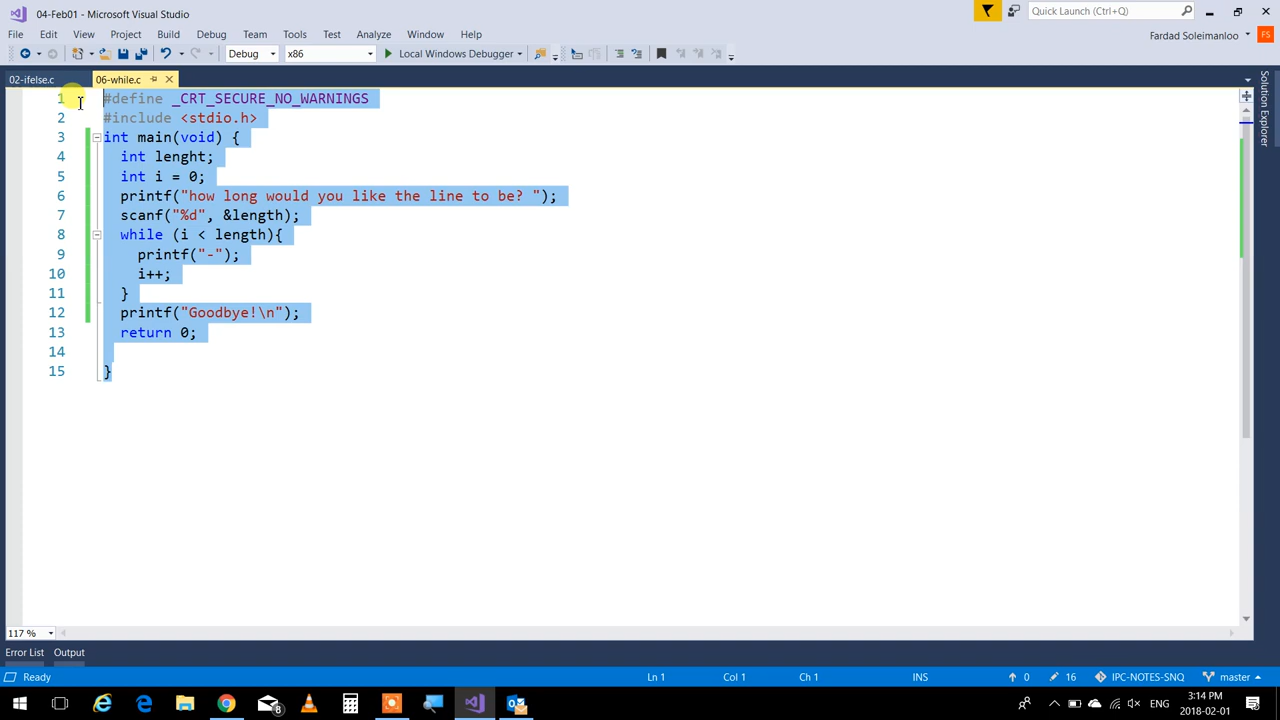 04-Feb01 - Microsoft Visual Studio
Quick Launch (Ctrl+Q)
File Edit View Project Build Debug Team Tools Test Analyze Window Help
Fardad Soleimanloo FS
Debug x86 Local Windows Debugger
02-ifelse.c 06-while.c
1 #define _CRT_SECURE_NO_WARNINGS
2 #include <stdio.h>
3 int main(void) {
4 int lenght;
5 int i = 0;
6 printf("how long would you like the line to be? ");
7 scanf("%d", &length);
8 while (i < length){
9 printf("-");
10 i++;
11 }
12 printf("Goodbye!\n");
13 return 0;
14
15 }
Solution Explorer
117 %
Error List Output
Ready Ln 1 Col 1 Ch 1 INS 0 16 IPC-NOTES-SNQ master
8 ENG 3:14 PM 2018-02-01